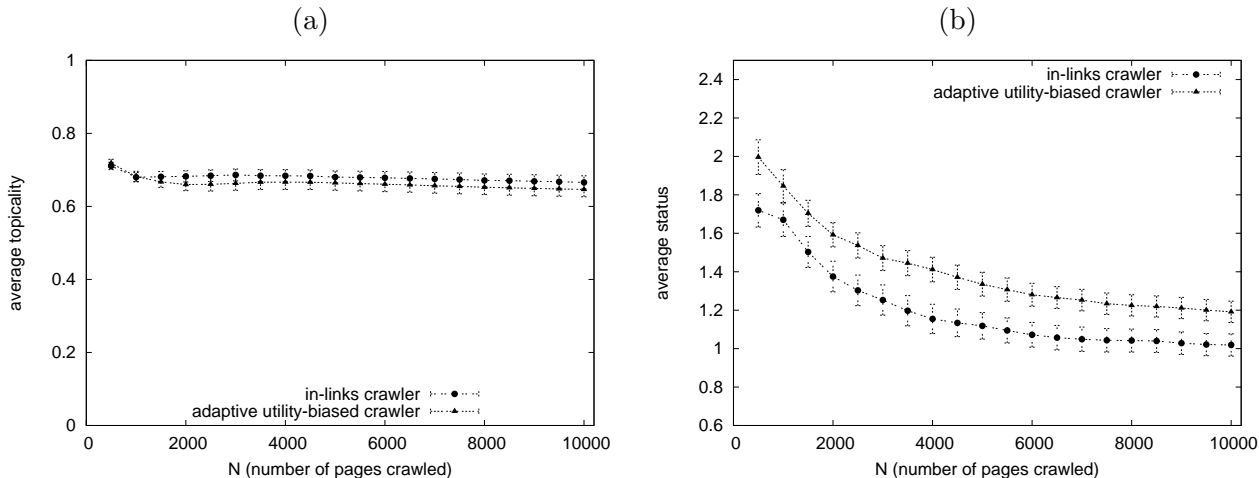 (a)
1
0.8
0.6
0.4
0.2
0
0 2000 4000 6000 8000 10000
average topicality
N (number of pages crawled)
in-links crawler
adaptive utility-biased crawler
(b)
2.4
2.2
2
1.8
1.6
1.4
1.2
1
0.8
0.6
0 2000 4000 6000 8000 10000
average status
N (number of pages crawled)
in-links crawler
adaptive utility-biased crawler